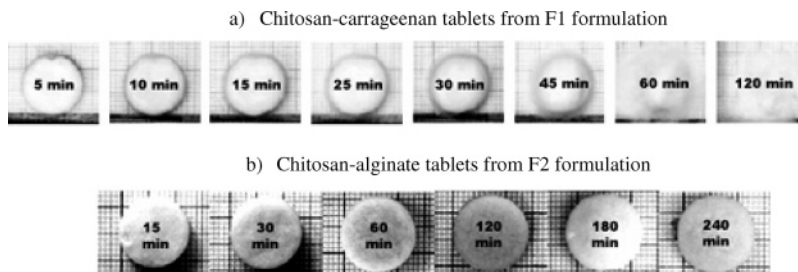 a) Chitosan-carrageenan tablets from F1 formulation
5 min 10 min 15 min 25 min 30 min 45 min 60 min 120 min
b) Chitosan-alginate tablets from F2 formulation
15 30 60 120 180 240
min min min min min min